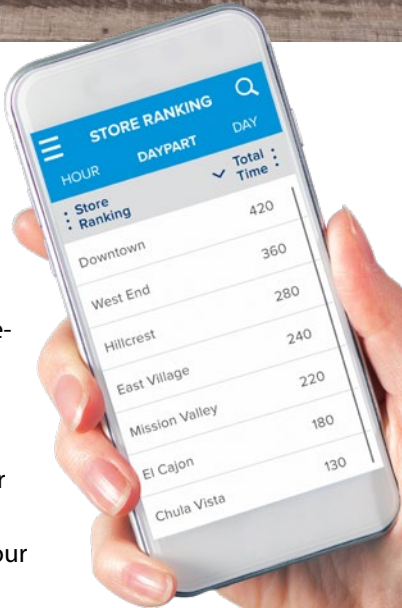 STORE RANKING
HOUR DAYPART DAY
Store Ranking Total Time
Downtown 420
West End 360
Hillcrest 280
East Village 240
Mission Valley 220
El Cajon 180
Chula Vista 130
e-
r
our